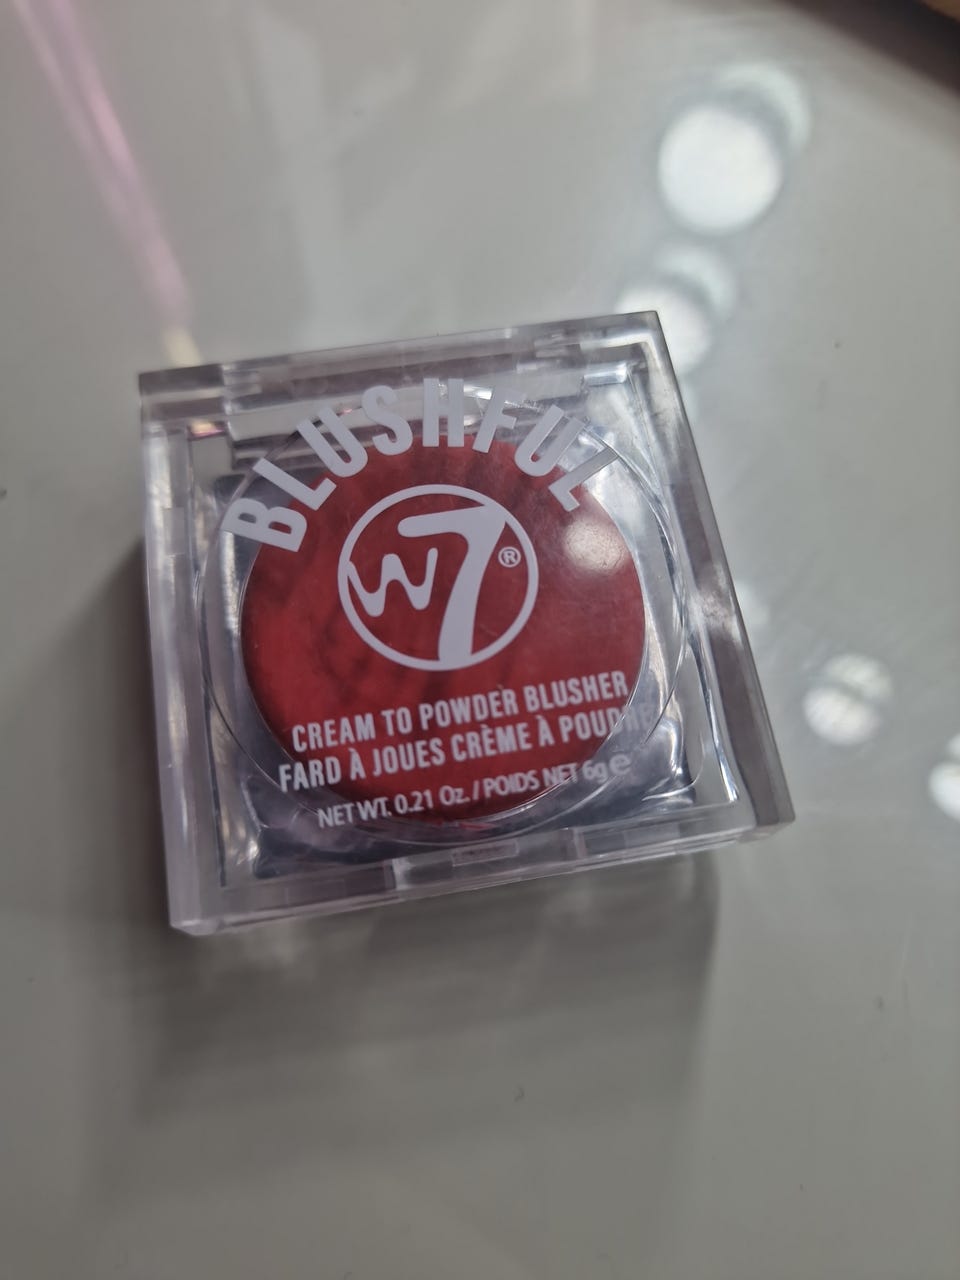 BLUSHFUL
W7®
CREAM TO POWDER BLUSHER
FARD À JOUES CRÈME À POUDRE
NET WT. 0.21 Oz. / POIDS NET 6g ℮